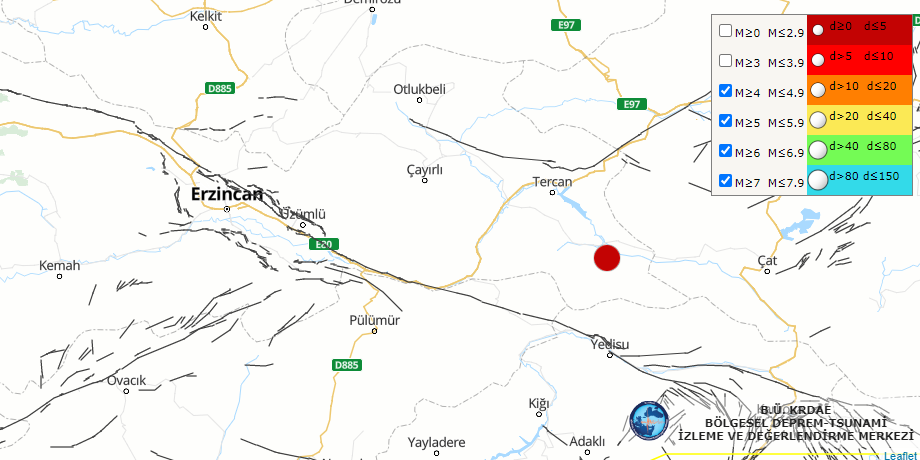 Demirözü
Kelkit
E97
D885
Otlukbeli
E97
Çayırlı
Tercan
Erzincan
Üzümlü
E80
Kemah
Çat
Pülümür
Yedisu
D885
Ovacık
Kiğı
Yayladere
Adaklı
M≥0 M≤2.9 d≥0 d≤5
M≥3 M≤3.9 d>5 d≤10
M≥4 M≤4.9 d>10 d≤20
M≥5 M≤5.9 d>20 d≤40
M≥6 M≤6.9 d>40 d≤80
M≥7 M≤7.9 d>80 d≤150
B.Ü. KRDAE
BÖLGESEL DEPREM-TSUNAMİ
İZLEME VE DEĞERLENDİRME MERKEZİ
Leaflet